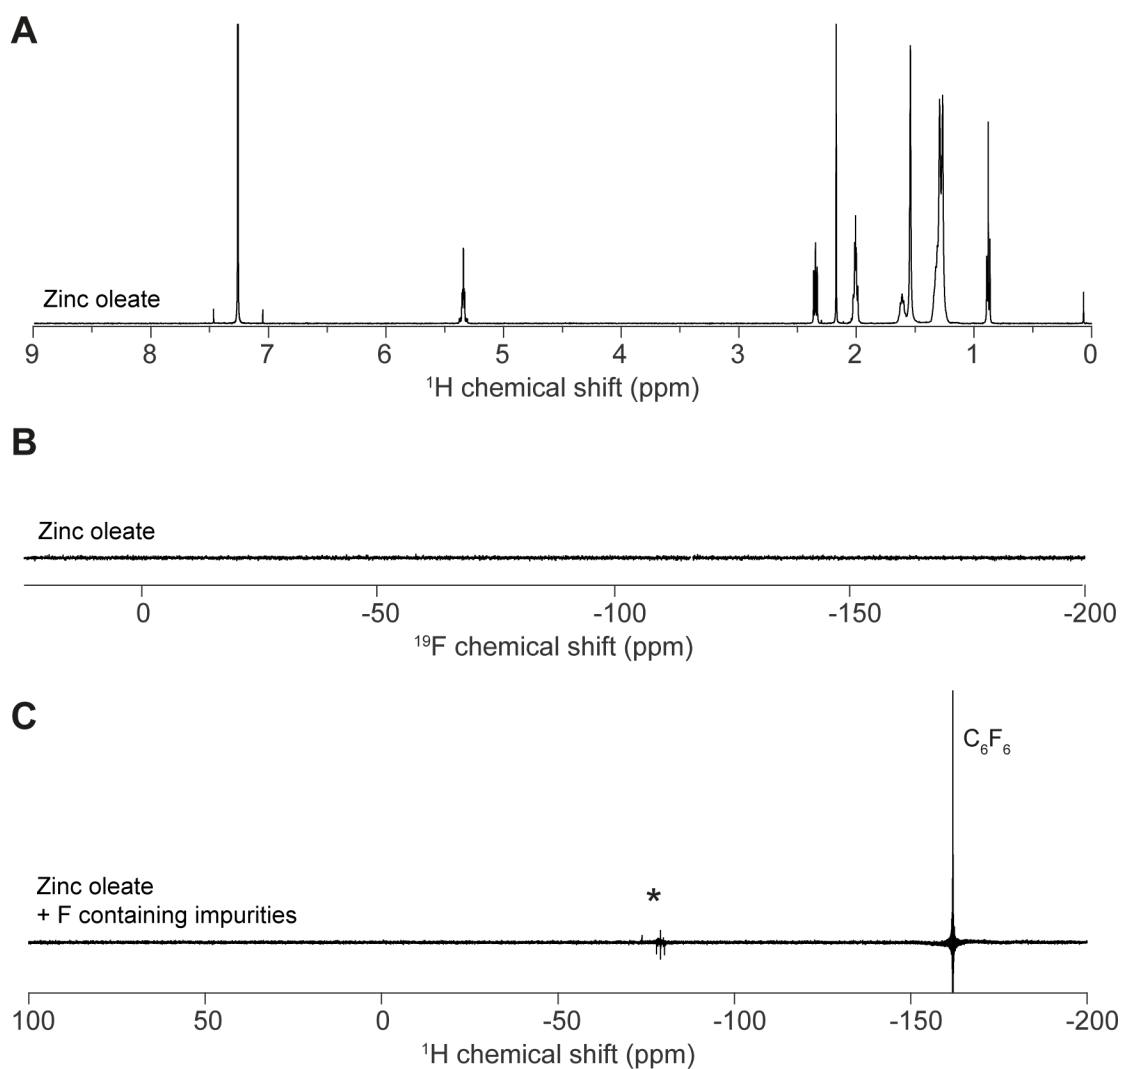 A
Zinc oleate
9 8 7 6 5 4 3 2 1 0
¹H chemical shift (ppm)
B
Zinc oleate
0 -50 -100 -150 -200
¹⁹F chemical shift (ppm)
C
C₆F₆
Zinc oleate
+ F containing impurities
*
100 50 0 -50 -100 -150 -200
¹H chemical shift (ppm)